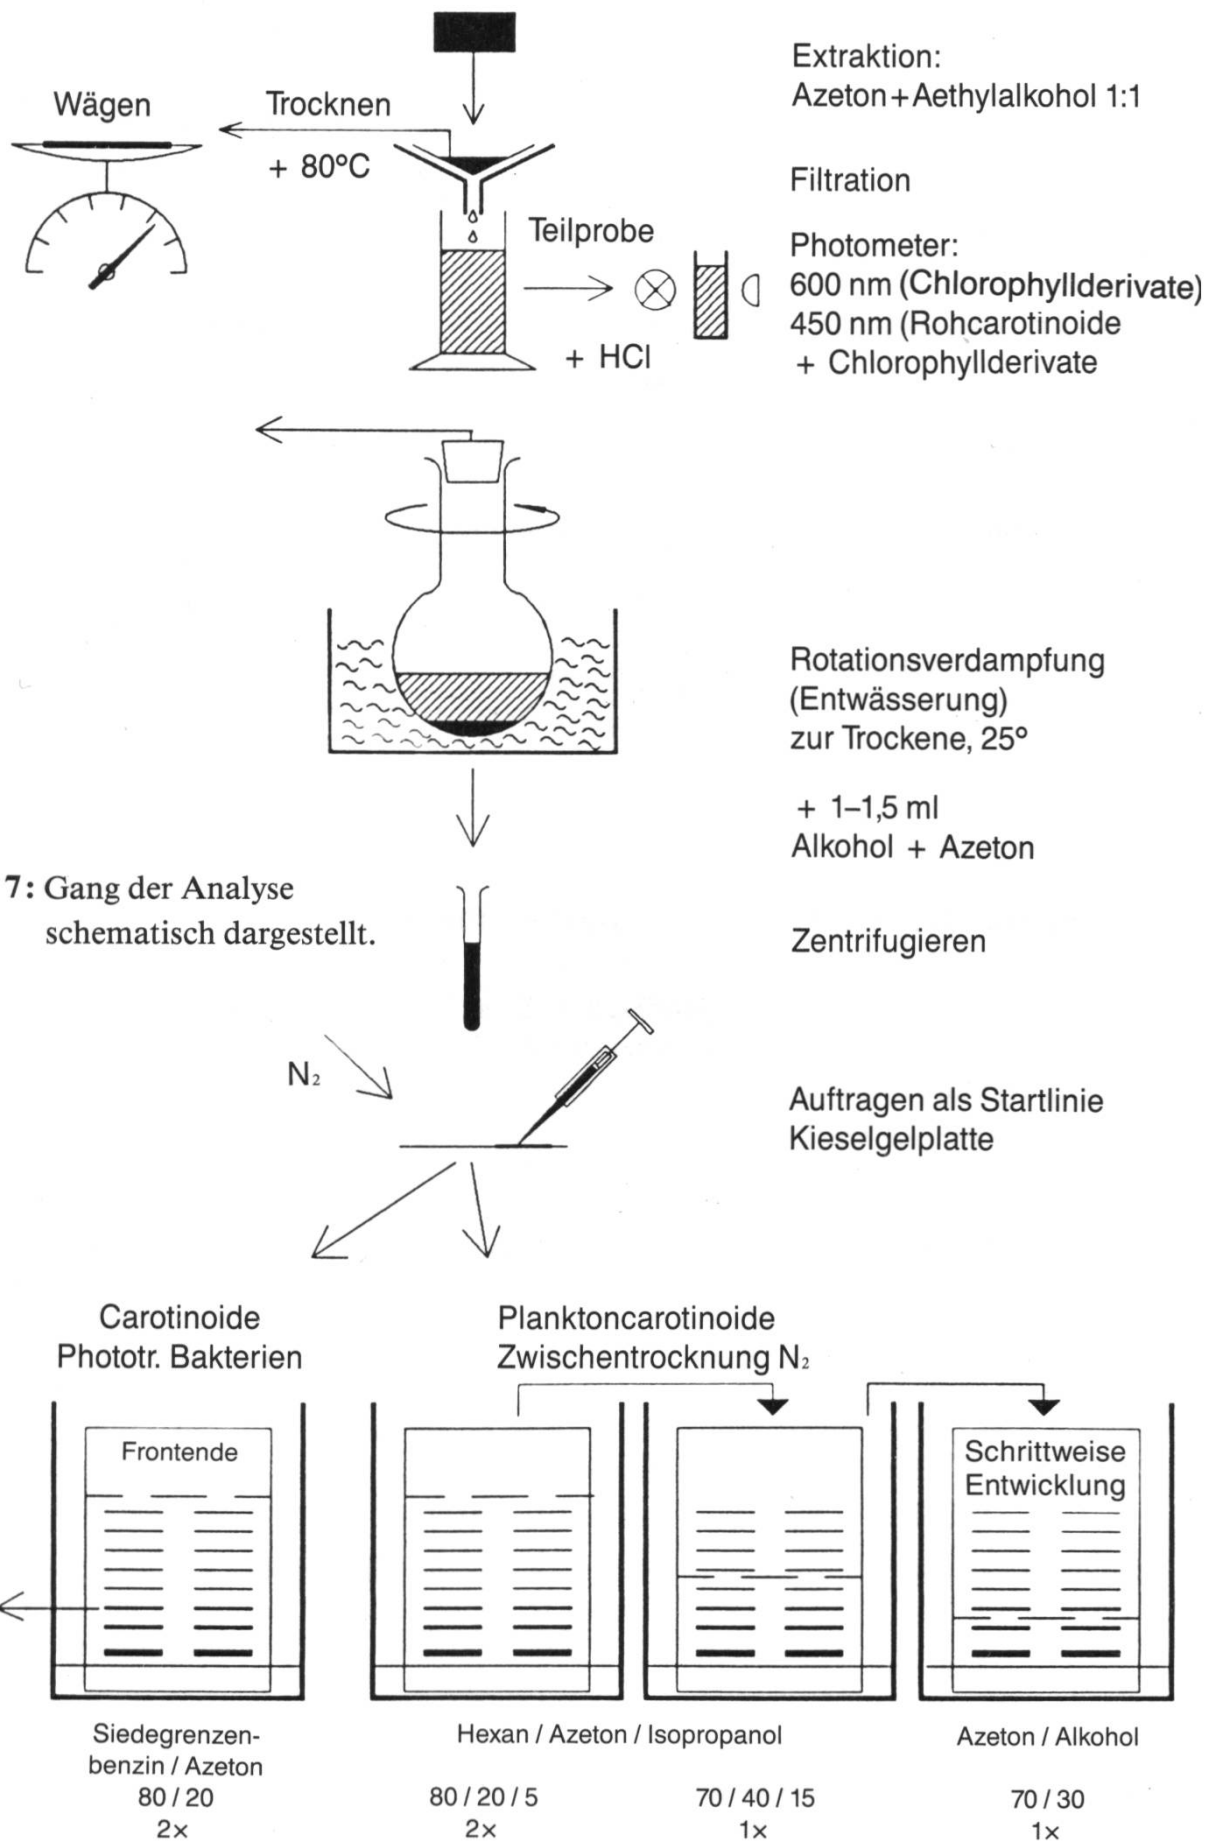 Extraktion:
Azeton+Aethylalkohol 1:1
Wägen
Trocknen
+ 80°C
Filtration
Teilprobe
+ HCl
Photometer:
600 nm (Chlorophyllderivate)
450 nm (Rohcarotinoide
+ Chlorophyllderivate
Rotationsverdampfung
(Entwässerung)
zur Trockene, 25°
+ 1–1,5 ml
Alkohol + Azeton
7: Gang der Analyse
schematisch dargestellt.
Zentrifugieren
N₂
Auftragen als Startlinie
Kieselgelplatte
Carotinoide
Phototr. Bakterien
Planktoncarotinoide
Zwischentrocknung N₂
Frontende
Schrittweise
Entwicklung
Siedegrenzen-
benzin / Azeton
80 / 20
2×
Hexan / Azeton / Isopropanol
80 / 20 / 5
2×
70 / 40 / 15
1×
Azeton / Alkohol
70 / 30
1×